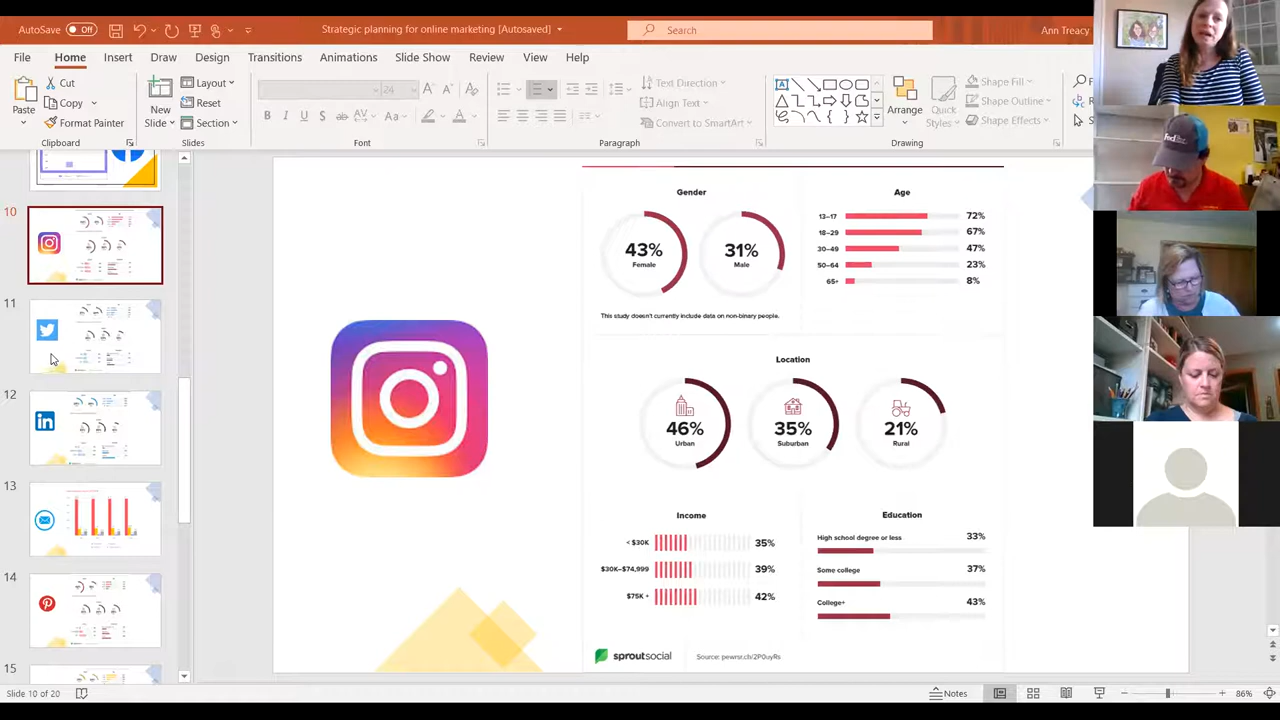 AutoSave Off
Strategic planning for online marketing [Autosaved]
Search
Ann Treacy
File Home Insert Draw Design Transitions Animations Slide Show Review View Help
Paste
Cut
Copy
Format Painter
Clipboard
New
Slide
Layout
Reset
Section
Slides
24
Font
Text Direction
Align Text
Convert to SmartArt
Paragraph
Arrange
Quick
Styles
Shape Fill
Shape Outline
Shape Effects
Drawing
FedEx
10
11
12
13
14
15
Gender
43%
Female
31%
Male
This study doesn't currently include data on non-binary people.
Age
13–17 72%
18–29 67%
30–49 47%
50–64 23%
65+ 8%
Location
46%
Urban
35%
Suburban
21%
Rural
Income
< $30K 35%
$30K–$74,999 39%
$75K + 42%
Education
High school degree or less 33%
Some college 37%
College+ 43%
sproutsocial
Source: pewrsr.ch/2P0uyRs
Slide 10 of 20
Notes
86%